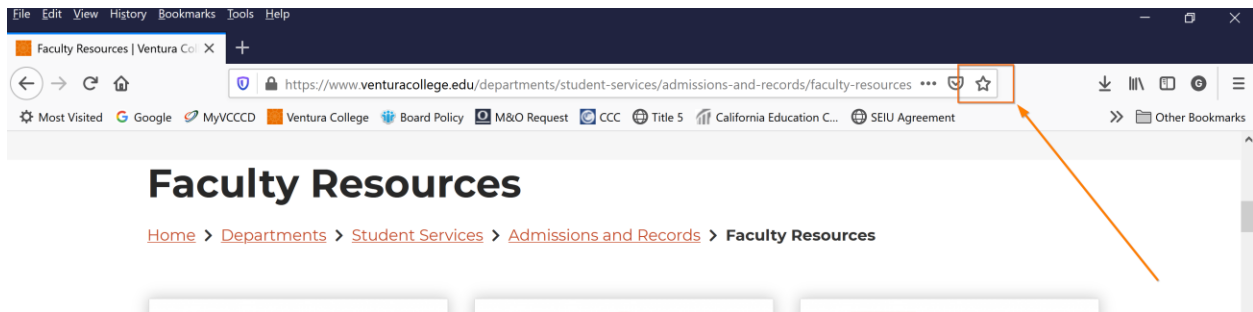 File Edit View History Bookmarks Tools Help
Faculty Resources | Ventura Col
https://www.venturacollege.edu/departments/student-services/admissions-and-records/faculty-resources
Most Visited Google MyVCCCD Ventura College Board Policy M&O Request CCC Title 5 California Education C... SEIU Agreement Other Bookmarks
Faculty Resources
Home > Departments > Student Services > Admissions and Records > Faculty Resources